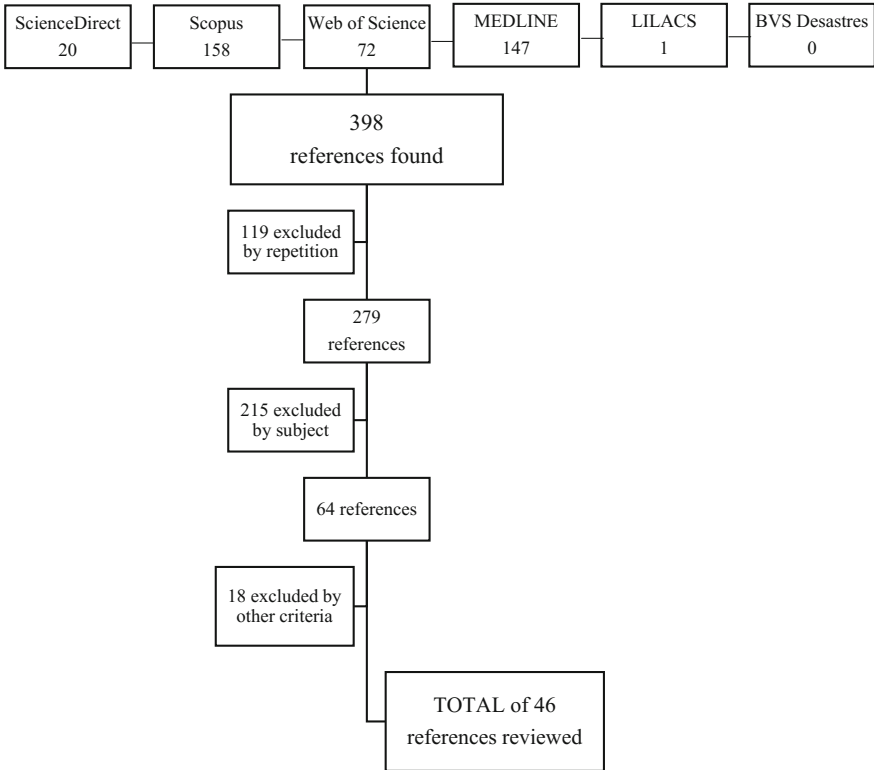 ScienceDirect
20
Scopus
158
Web of Science
72
MEDLINE
147
LILACS
1
BVS Desastres
0
398
references found
119 excluded
by repetition
279
references
215 excluded
by subject
64 references
18 excluded by
other criteria
TOTAL of 46
references reviewed